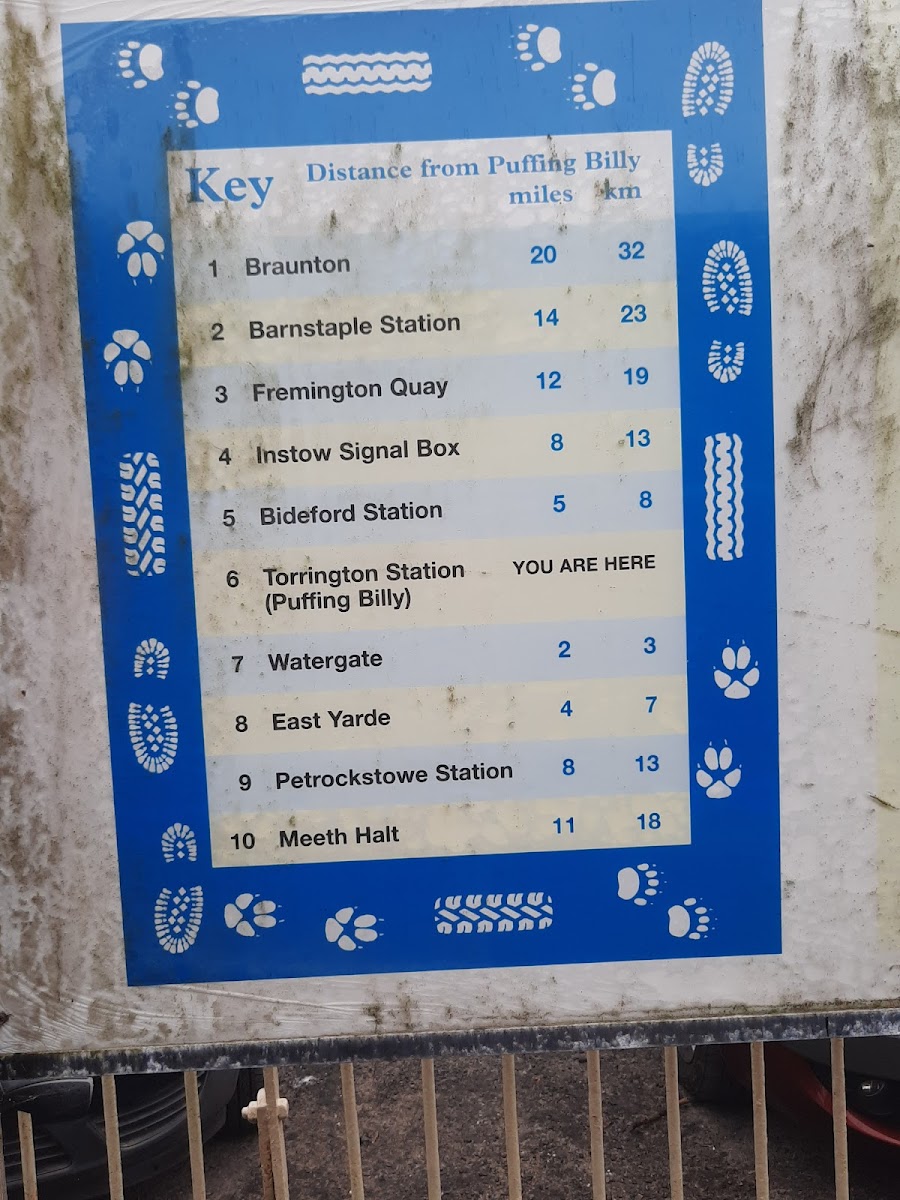 Key Distance from Puffing Billy
miles km
1 Braunton 20 32
2 Barnstaple Station 14 23
3 Fremington Quay 12 19
4 Instow Signal Box 8 13
5 Bideford Station 5 8
6 Torrington Station YOU ARE HERE
(Puffing Billy)
7 Watergate 2 3
8 East Yarde 4 7
9 Petrockstowe Station 8 13
10 Meeth Halt 11 18